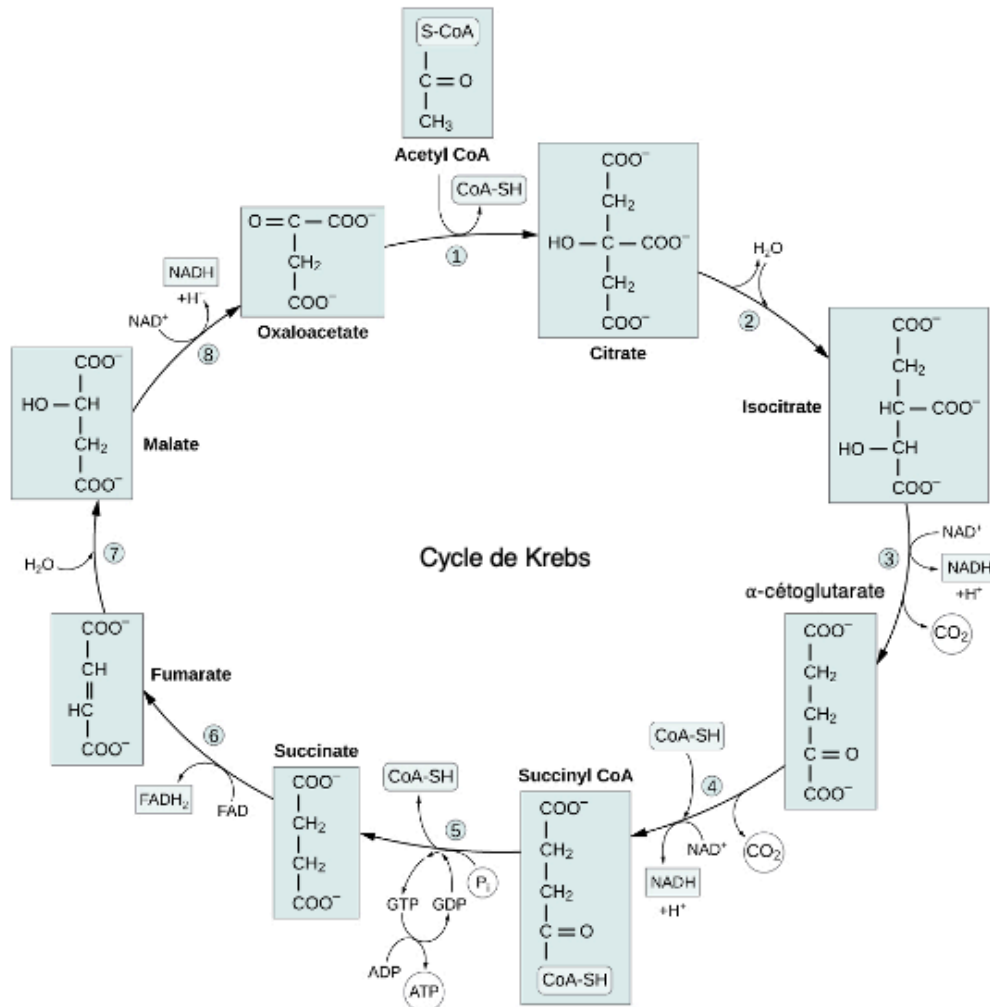 S-CoA
C=O
CH₃
Acetyl CoA
CoA-SH
①
O=C—COO⁻
CH₂
COO⁻
Oxaloacetate
COO⁻
CH₂
HO—C—COO⁻
CH₂
COO⁻
Citrate
H₂O
②
COO⁻
CH₂
HC—COO⁻
HO—CH
COO⁻
Isocitrate
③
NAD⁺
NADH
+H⁺
CO₂
α-cétoglutarate
COO⁻
CH₂
CH₂
C=O
COO⁻
④
CoA-SH
CO₂
NAD⁺
NADH
+H⁺
Succinyl CoA
COO⁻
CH₂
CH₂
C=O
CoA-SH
⑤
CoA-SH
Pᵢ
GTP
GDP
ADP
ATP
Succinate
COO⁻
CH₂
CH₂
COO⁻
⑥
FADH₂
FAD
Fumarate
COO⁻
CH
HC
COO⁻
⑦
H₂O
Malate
COO⁻
HO—CH
CH₂
COO⁻
⑧
NAD⁺
NADH
+H⁺
Cycle de Krebs